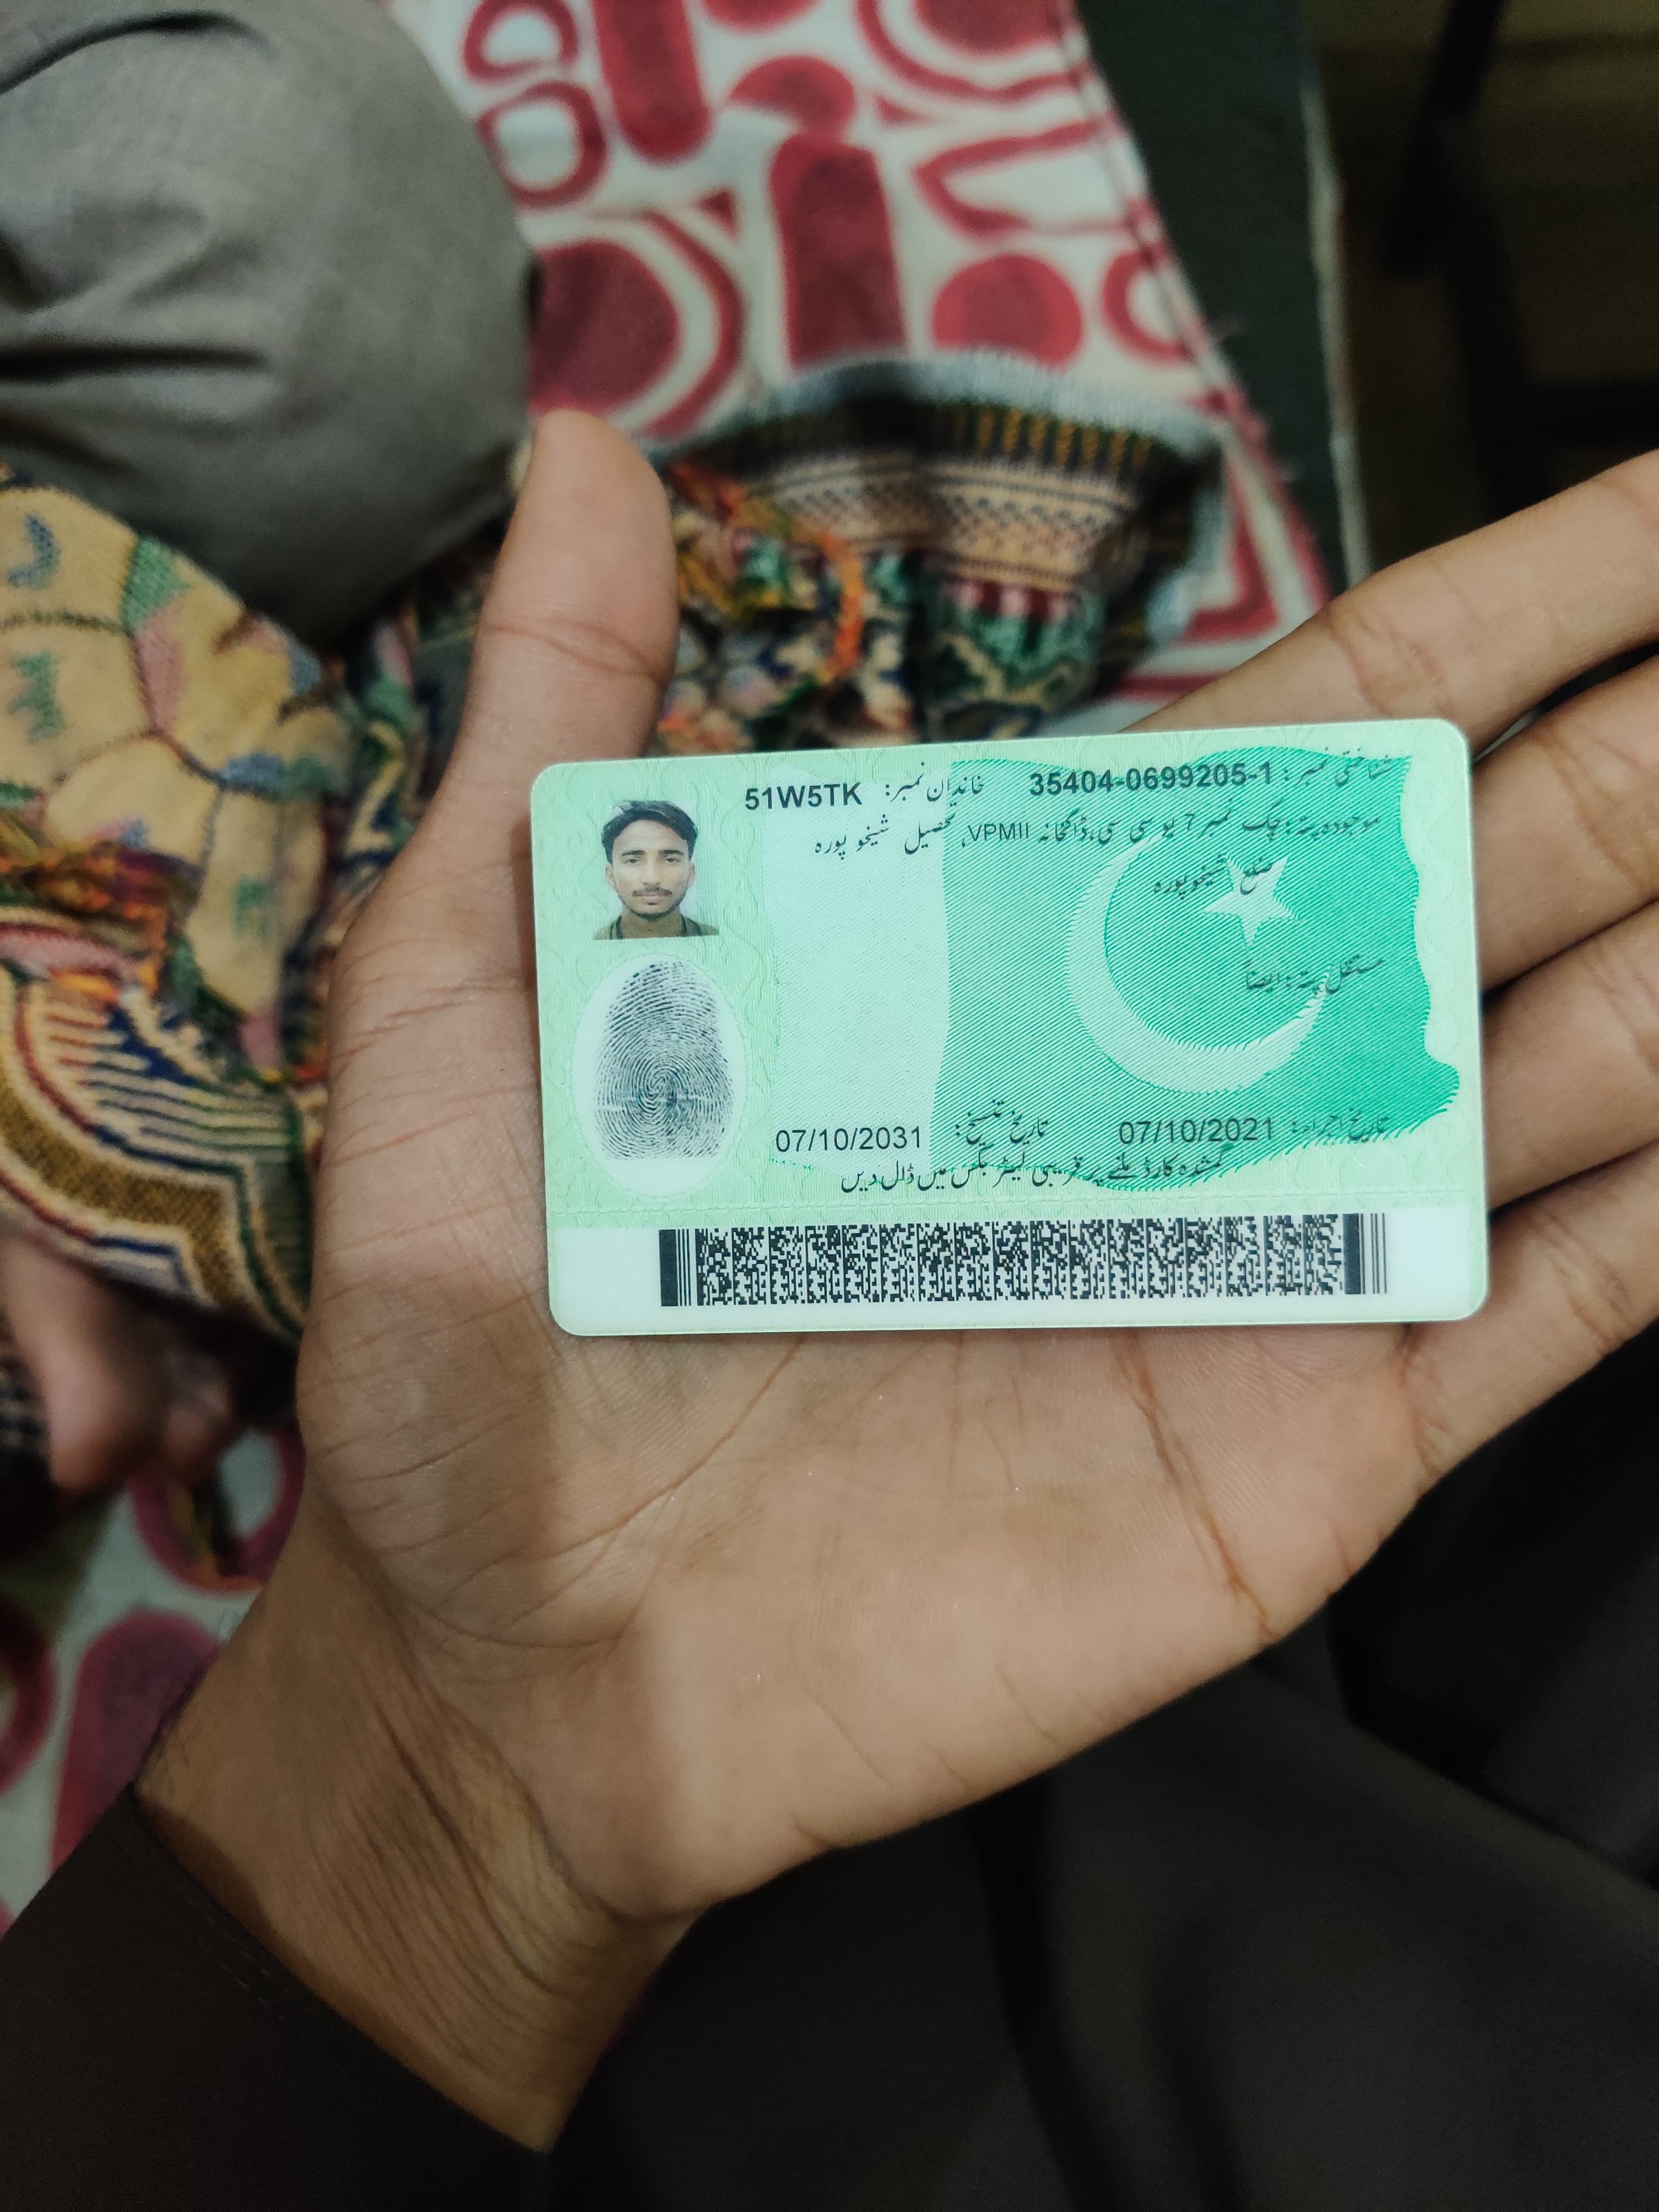 شناختی نمبر: 35404-0699205-1 خاندان نمبر: 51W5TK
موجودہ پتہ: چک نمبر 7 یو سی سی، ڈاکخانہ VPMII، تحصیل شیخوپورہ
ضلع شیخوپورہ
مستقل پتہ: ایضاً
تاریخ اجراء: 07/10/2021 تاریخ تنسیخ: 07/10/2031
گمشدہ کارڈ ملنے پر قریبی لیٹر بکس میں ڈال دیں